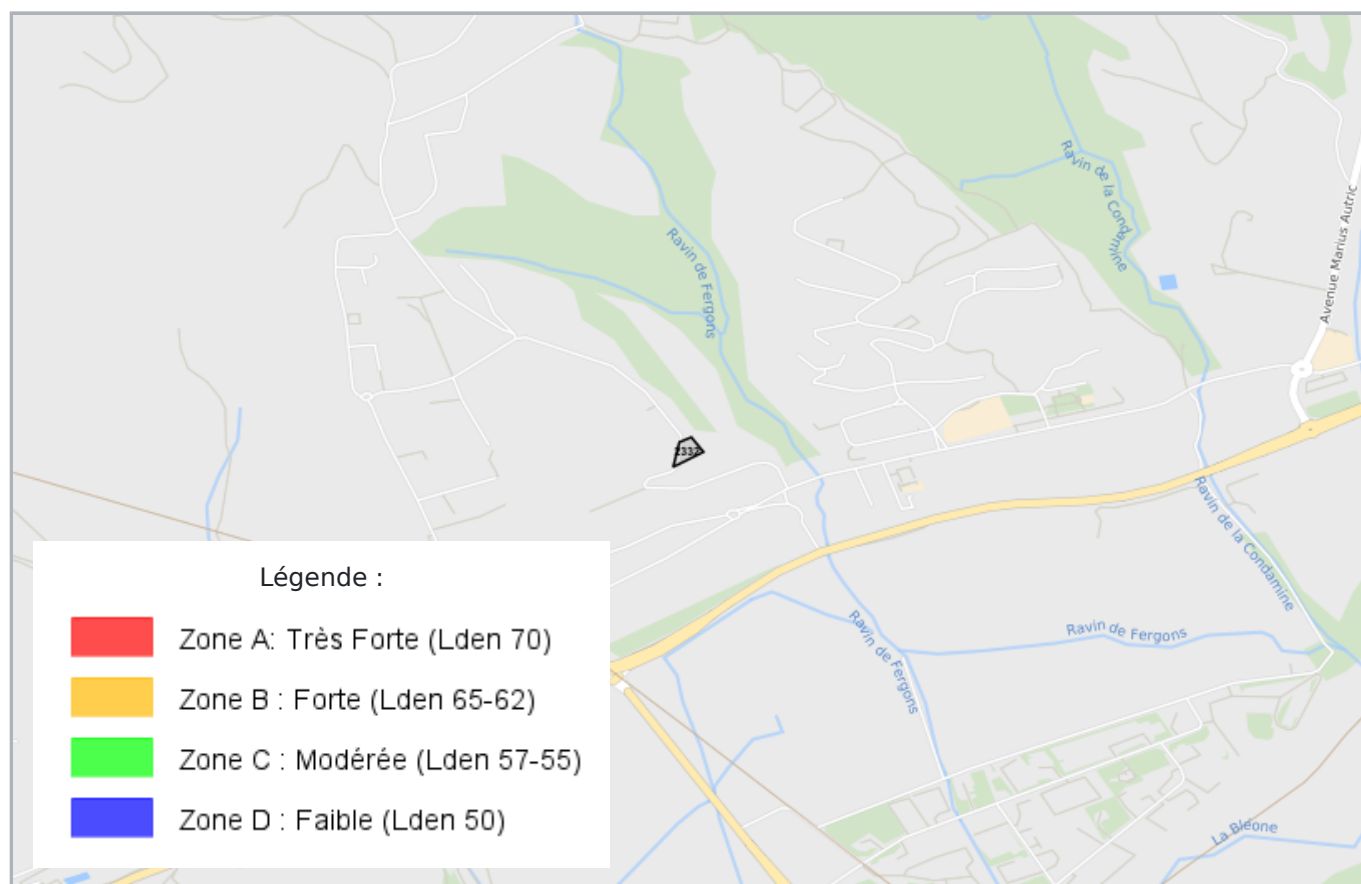 Ravin de la Condamine
Avenue Marius Autric
Ravin de Fergons
2332
Ravin de la Condamine
Ravin de Fergons
Ravin de Fergons
La Bléone
Légende :
Zone A: Très Forte (Lden 70)
Zone B : Forte (Lden 65-62)
Zone C : Modérée (Lden 57-55)
Zone D : Faible (Lden 50)